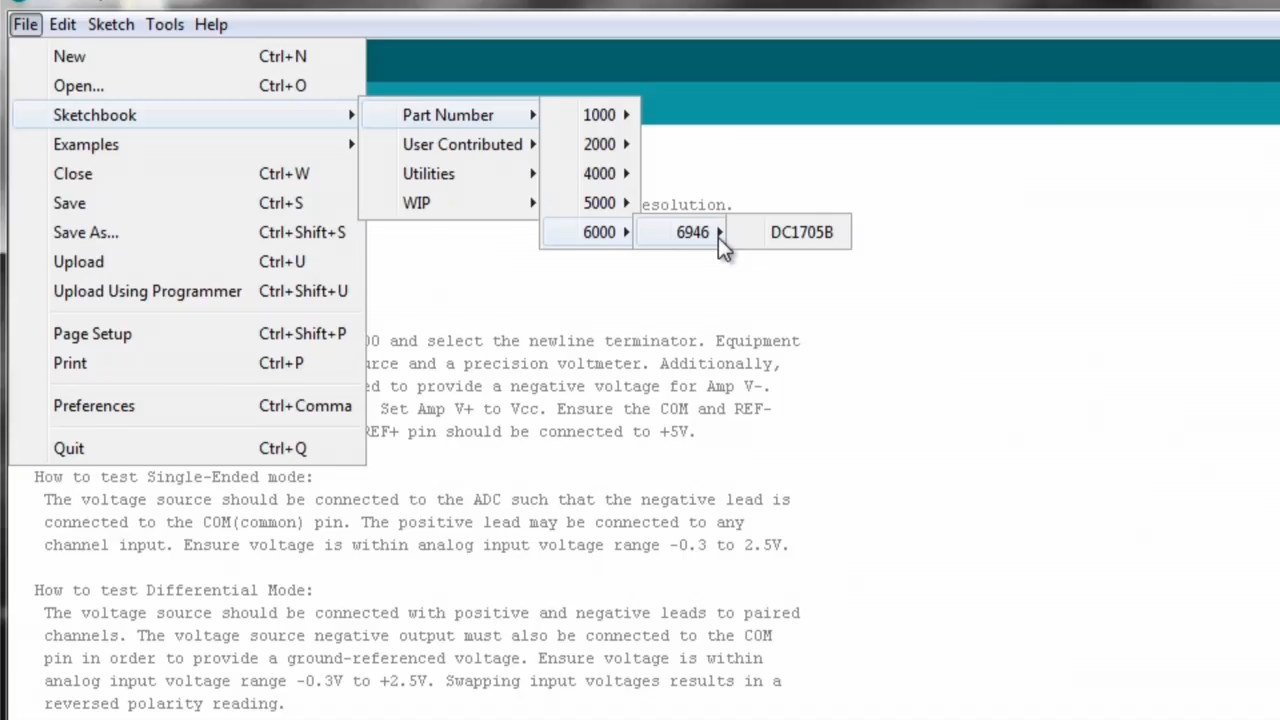 File Edit Sketch Tools Help
New Ctrl+N
Open... Ctrl+O
Sketchbook Part Number 1000
Examples User Contributed 2000
Close Ctrl+W Utilities 4000
Save Ctrl+S WIP 5000 esolution.
Save As... Ctrl+Shift+S 6000 6946 DC1705B
Upload Ctrl+U
Upload Using Programmer Ctrl+Shift+U
Page Setup Ctrl+Shift+P
00 and select the newline terminator. Equipment
Print Ctrl+P
and a precision voltmeter. Additionally,
to provide a negative voltage for Amp V-.
Preferences Ctrl+Comma
Set Amp V+ to Vcc. Ensure the COM and REF-
REF+ pin should be connected to +5V.
Quit Ctrl+Q
How to test Single-Ended mode:
The voltage source should be connected to the ADC such that the negative lead is
connected to the COM(common) pin. The positive lead may be connected to any
channel input. Ensure voltage is within analog input voltage range -0.3 to 2.5V.
How to test Differential Mode:
The voltage source should be connected with positive and negative leads to paired
channels. The voltage source negative output must also be connected to the COM
pin in order to provide a ground-referenced voltage. Ensure voltage is within
analog input voltage range -0.3V to +2.5V. Swapping input voltages results in a
reversed polarity reading.